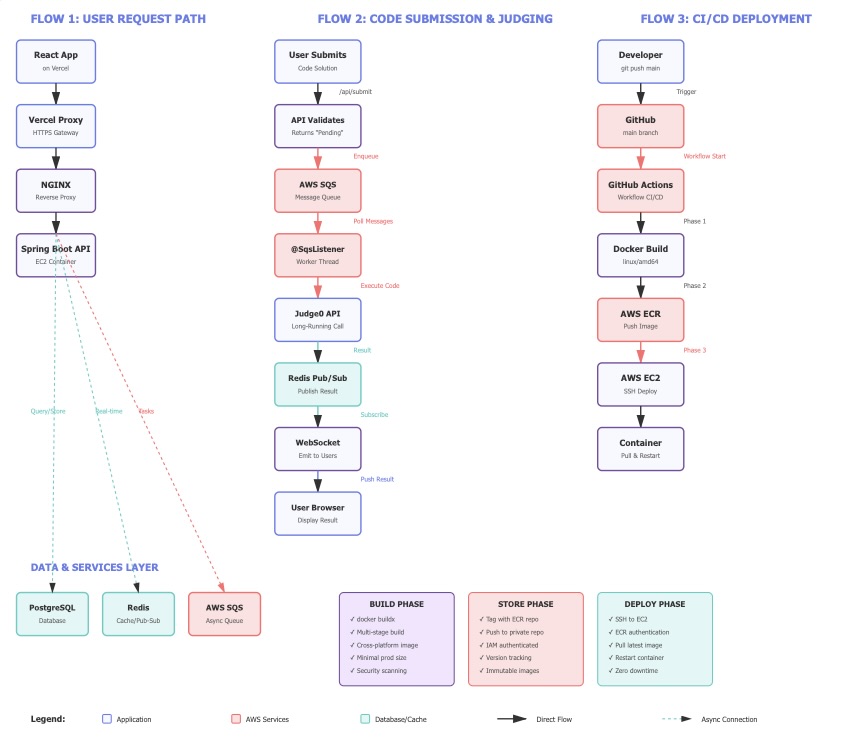 FLOW 1: USER REQUEST PATH
React App
on Vercel
Vercel Proxy
HTTPS Gateway
NGINX
Reverse Proxy
Spring Boot API
EC2 Container
Query/Store
Real-time
Tasks
DATA & SERVICES LAYER
PostgreSQL
Database
Redis
Cache/Pub-Sub
AWS SQS
Async Queue
FLOW 2: CODE SUBMISSION & JUDGING
User Submits
Code Solution
/api/submit
API Validates
Returns "Pending"
Enqueue
AWS SQS
Message Queue
Poll Messages
@SqsListener
Worker Thread
Execute Code
Judge0 API
Long-Running Call
Result
Redis Pub/Sub
Publish Result
Subscribe
WebSocket
Emit to Users
Push Result
User Browser
Display Result
FLOW 3: CI/CD DEPLOYMENT
Developer
git push main
Trigger
GitHub
main branch
Workflow Start
GitHub Actions
Workflow CI/CD
Phase 1
Docker Build
linux/amd64
Phase 2
AWS ECR
Push Image
Phase 3
AWS EC2
SSH Deploy
Container
Pull & Restart
BUILD PHASE
✓ docker buildx
✓ Multi-stage build
✓ Cross-platform image
✓ Minimal prod size
✓ Security scanning
STORE PHASE
✓ Tag with ECR repo
✓ Push to private repo
✓ IAM authenticated
✓ Version tracking
✓ Immutable images
DEPLOY PHASE
✓ SSH to EC2
✓ ECR authentication
✓ Pull latest image
✓ Restart container
✓ Zero downtime
Legend:
Application
AWS Services
Database/Cache
Direct Flow
Async Connection